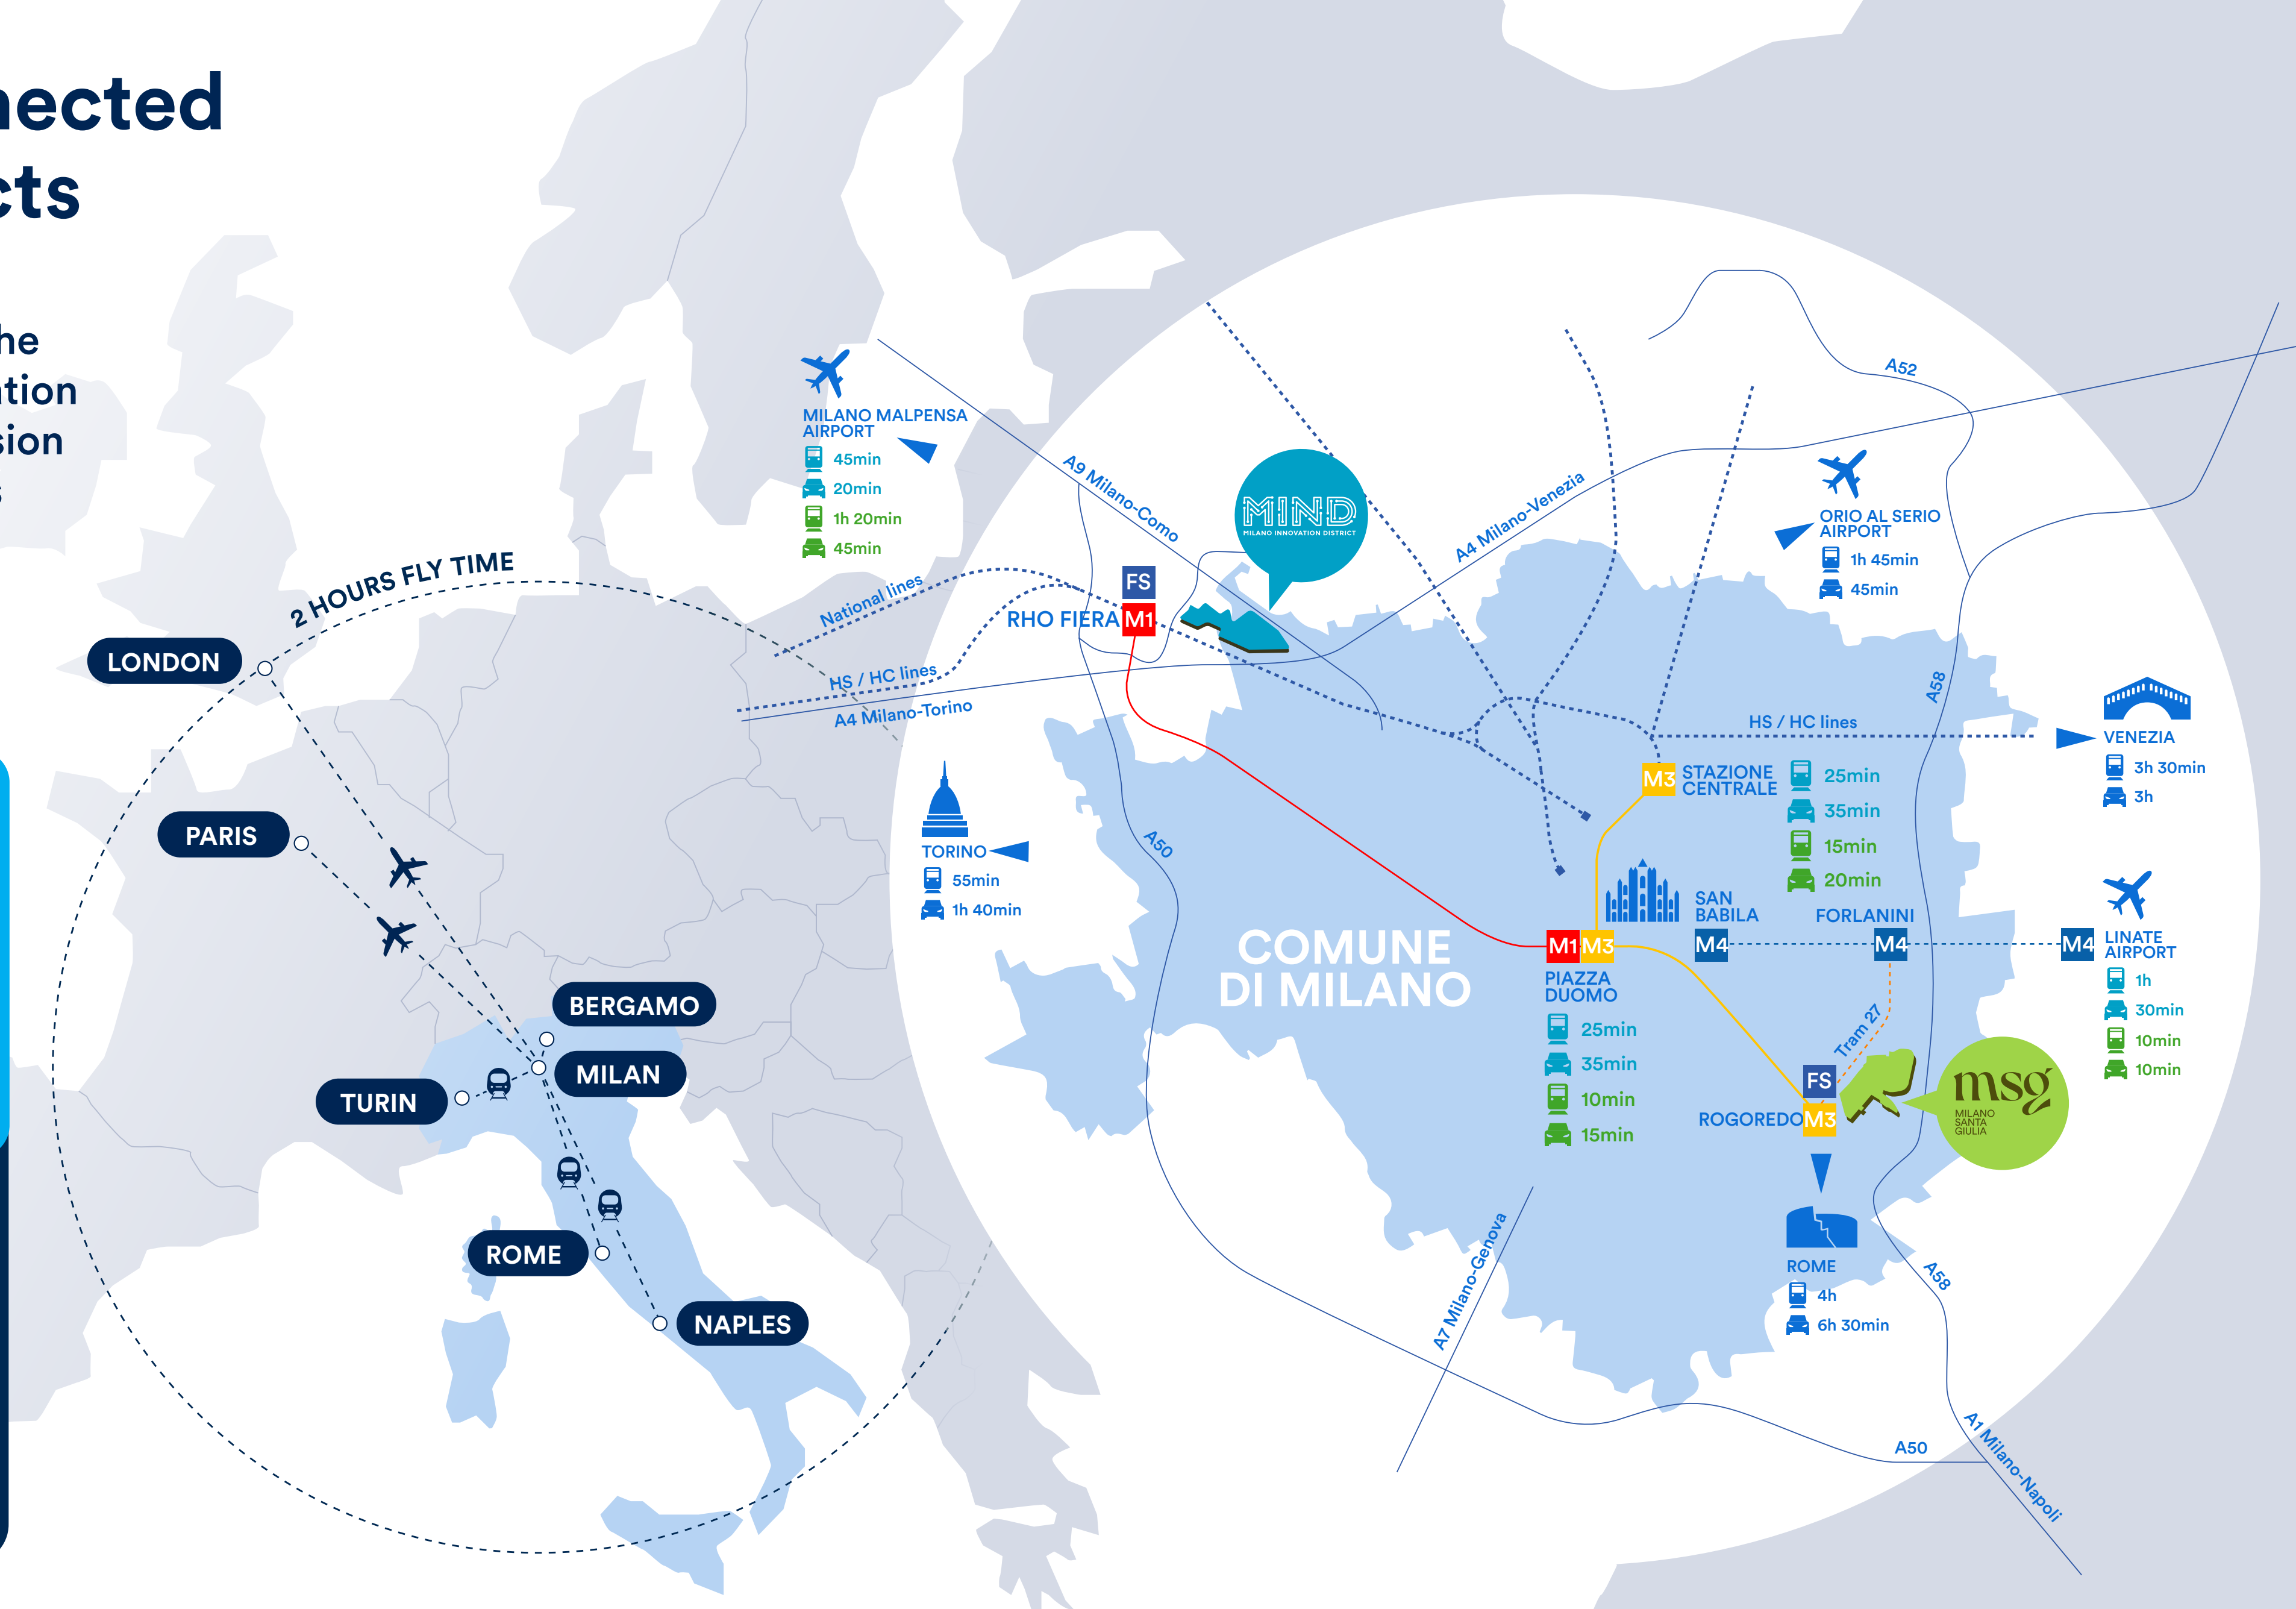 nected
cts
he
ation
sion
s
2 HOURS FLY TIME
LONDON
PARIS
BERGAMO
MILAN
TURIN
ROME
NAPLES
MILANO MALPENSA
AIRPORT
45min
20min
1h 20min
45min
A9 Milano-Como
MIND
MILANO INNOVATION DISTRICT
A4 Milano-Venezia
A52
ORIO AL SERIO
AIRPORT
1h 45min
45min
National lines
FS
RHO FIERA M1
HS / HC lines
A4 Milano-Torino
A58
HS / HC lines
VENEZIA
3h 30min
3h
TORINO
55min
1h 40min
A50
M3 STAZIONE
CENTRALE
25min
35min
15min
20min
COMUNE
DI MILANO
M1 M3
PIAZZA
DUOMO
25min
35min
10min
15min
SAN
BABILA
M4
FORLANINI
M4
M4 LINATE
AIRPORT
1h
30min
10min
10min
Tram 27
FS
ROGOREDO M3
msg
MILANO
SANTA
GIULIA
ROME
4h
6h 30min
A7 Milano-Genova
A58
A50
A1 Milano-Napoli